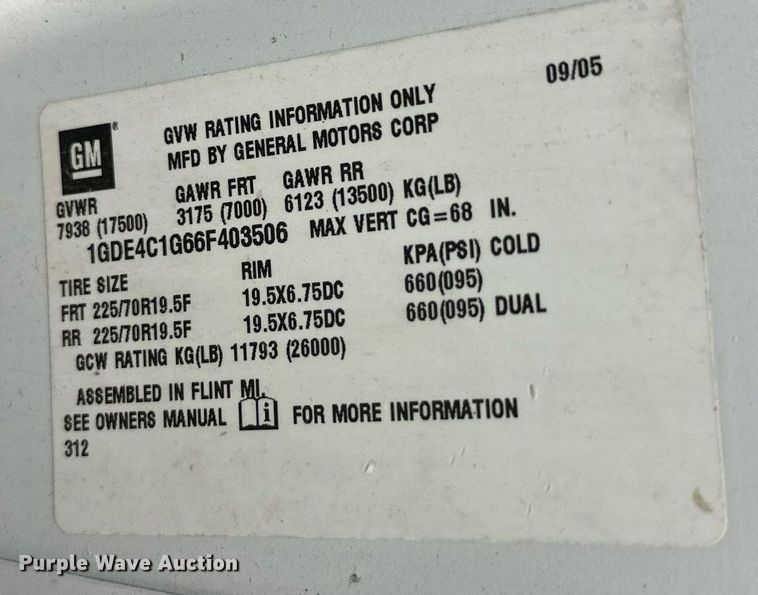 09/05
GM®
GVW RATING INFORMATION ONLY
MFD BY GENERAL MOTORS CORP
GVWR GAWR FRT GAWR RR
7938 (17500) 3175 (7000) 6123 (13500) KG(LB)
1GDE4C1G66F403506 MAX VERT CG=68 IN.
TIRE SIZE RIM KPA(PSI) COLD
FRT 225/70R19.5F 19.5X6.75DC 660(095)
RR 225/70R19.5F 19.5X6.75DC 660(095) DUAL
GCW RATING KG(LB) 11793 (26000)
ASSEMBLED IN FLINT MI.
SEE OWNERS MANUAL i FOR MORE INFORMATION
312
Purple Wave Auction